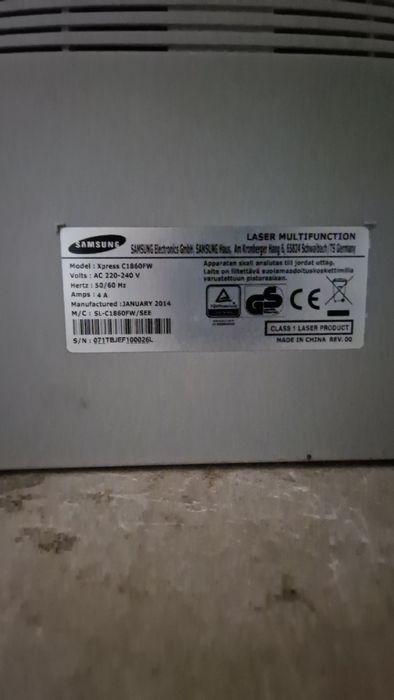 LASER MULTIFUNCTION
SAMSUNG
SAMSUNG Electronics GmbH, SAMSUNG Haus, Am Kronberger Hang 6, 65824 Schwalbach/TS Germany
Model : Xpress C1860FW
Volts : AC 220-240 V
Hertz : 50/60 Hz
Amps : 4 A
Manufactured :JANUARY 2014
M/C : SL-C1860FW/SEE
S/N : 071TBJEF100026L
Apparaten skall anslutas till jordat uttag.
Laite on liitettävä suojamaadoituskoskettimilla
varustettuun pistorasiaan.
GS
CE
CLASS 1 LASER PRODUCT
MADE IN CHINA REV.00